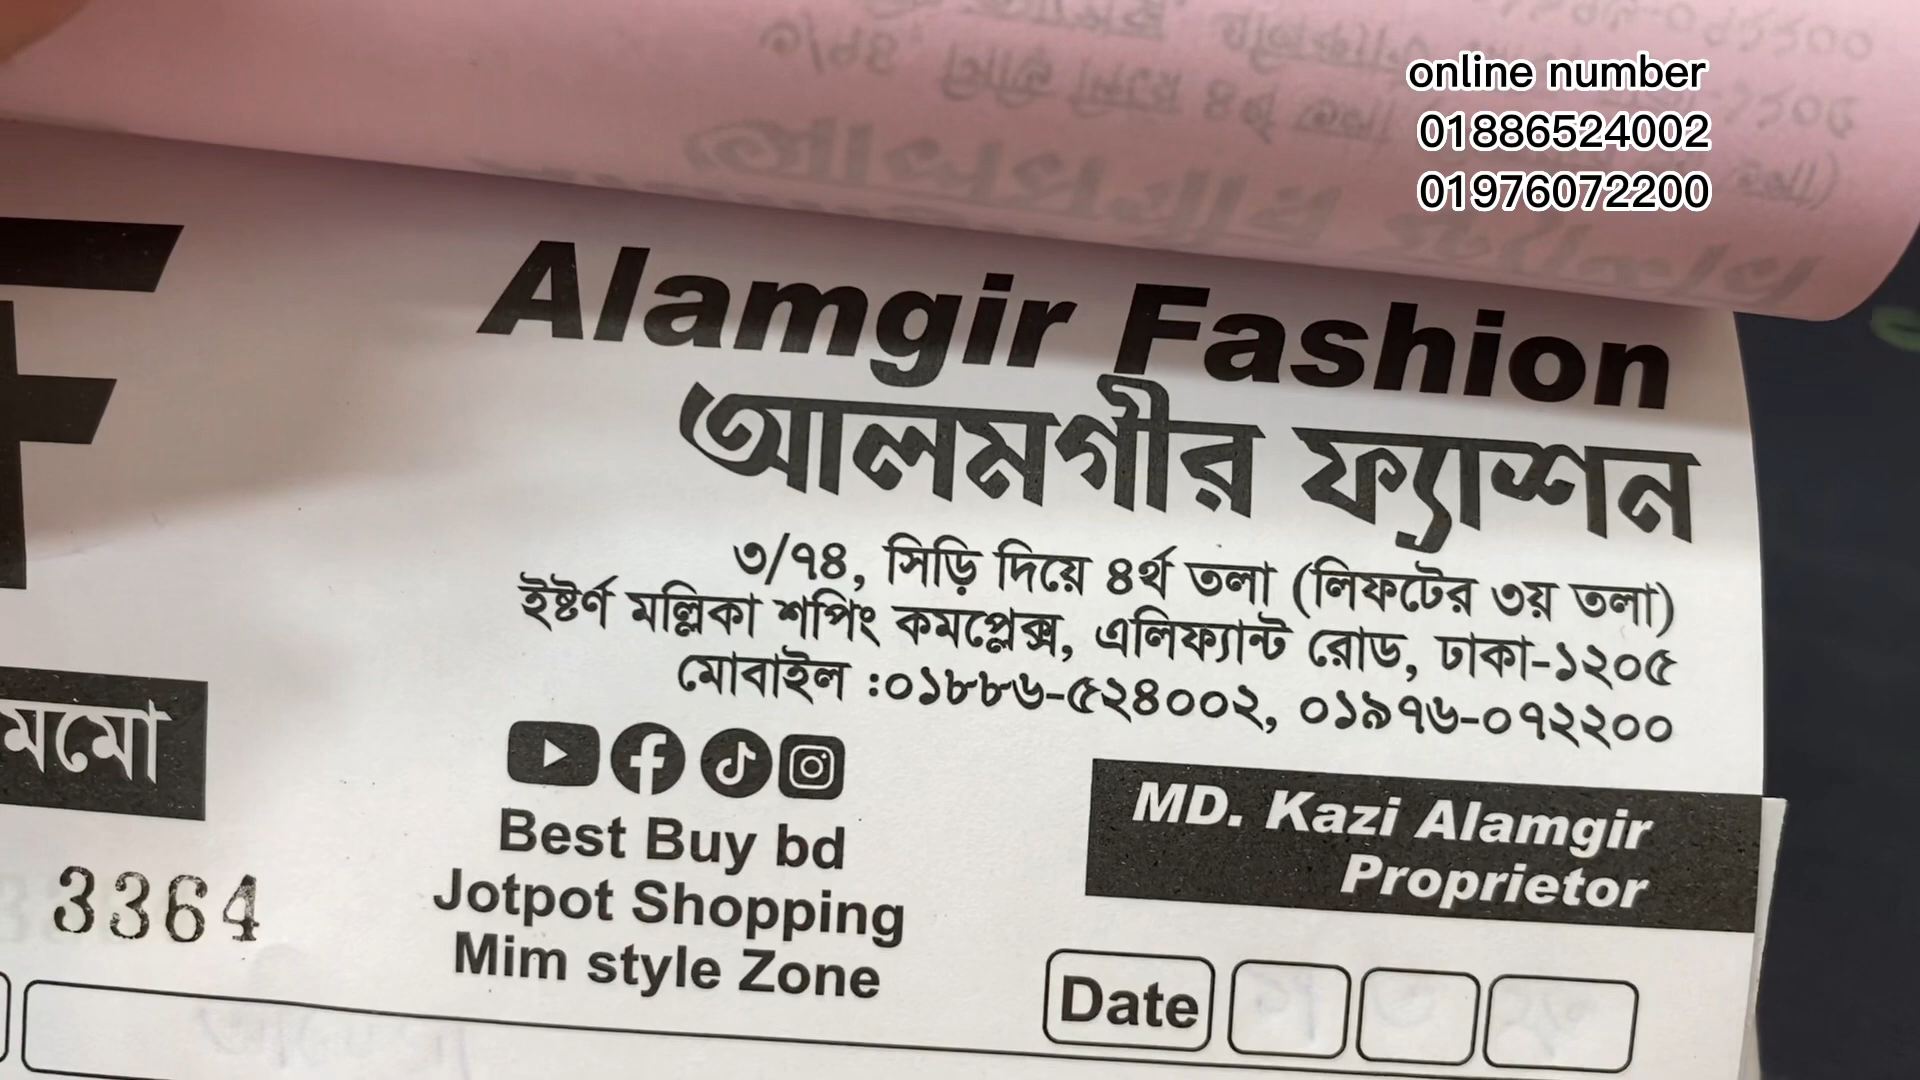 online number
01886524002
01976072200
Alamgir Fashion
আলমগীর ফ্যাশন
৩/৭৪, সিড়ি দিয়ে ৪র্থ তলা (লিফটের ৩য় তলা)
ইষ্টর্ণ মল্লিকা শপিং কমপ্লেক্স, এলিফ্যান্ট রোড, ঢাকা-১২০৫
মোবাইল :০১৮৮৬-৫২৪০০২, ০১৯৭৬-০৭২২০০
মেমো
Best Buy bd
Jotpot Shopping
Mim style Zone
MD. Kazi Alamgir
Proprietor
3364
Date